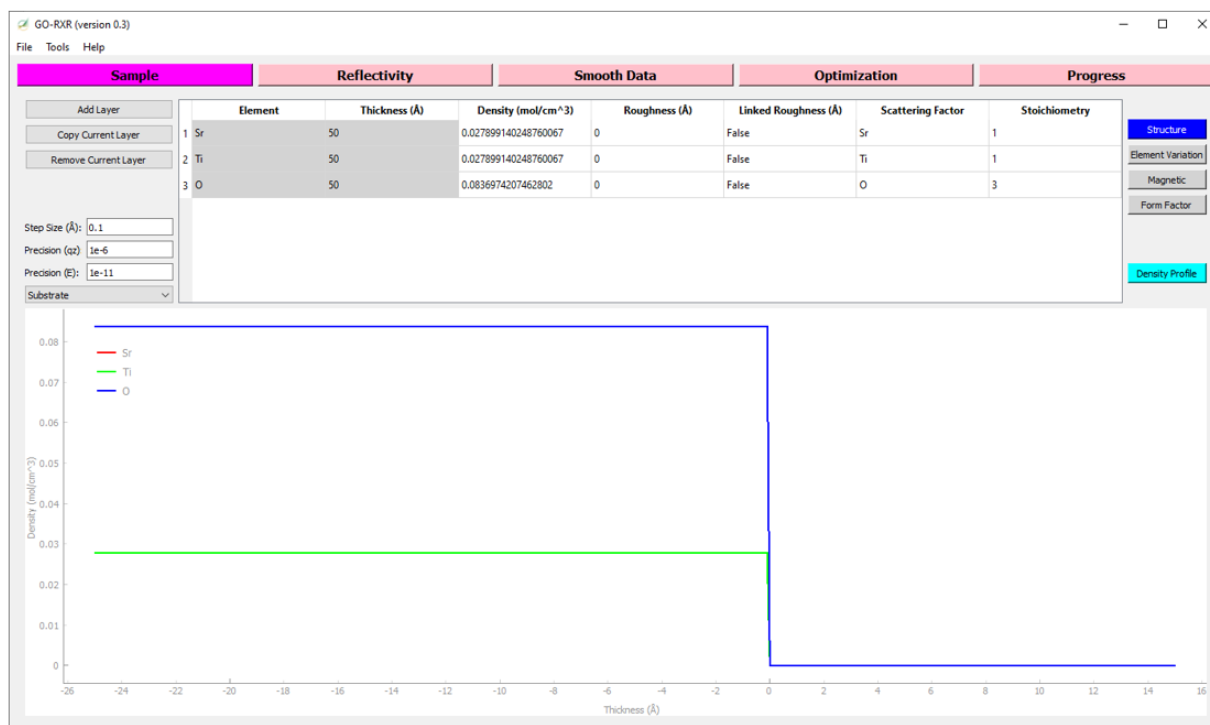 GO-RXR (version 0.3)
File Tools Help
Sample Reflectivity Smooth Data Optimization Progress
Add Layer
Copy Current Layer
Remove Current Layer
Step Size (Å): 0.1
Precision (qz) 1e-6
Precision (E): 1e-11
Substrate
Element Thickness (Å) Density (mol/cm^3) Roughness (Å) Linked Roughness (Å) Scattering Factor Stoichiometry
1 Sr 50 0.027899140248760067 0 False Sr 1
2 Ti 50 0.027899140248760067 0 False Ti 1
3 O 50 0.0836974207462802 0 False O 3
Structure
Element Variation
Magnetic
Form Factor
Density Profile
Density (mol/cm^3)
0.08
0.07
0.06
0.05
0.04
0.03
0.02
0.01
0
Sr
Ti
O
-26 -24 -22 -20 -18 -16 -14 -12 -10 -8 -6 -4 -2 0 2 4 6 8 10 12 14 16
Thickness (Å)